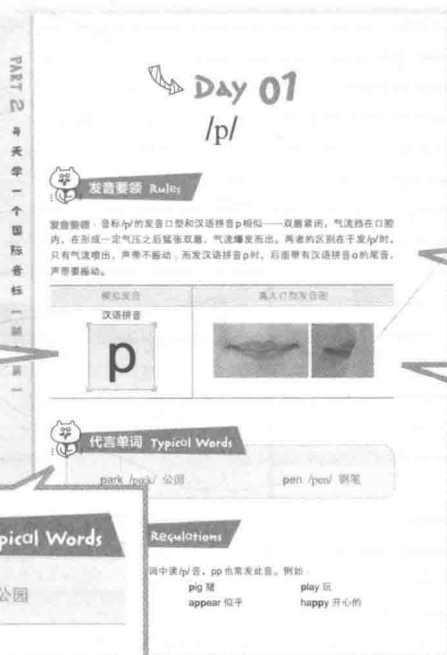 PART 2 每天学一个国际音标
Day 01
/p/
发音要领 Rules
发音要领：音标/p/的发音口型和汉语拼音p相似——双唇紧闭，气流挡在口腔
内，在形成一定气压之后猛张双唇，气流爆发而出。两者的区别在于发/p/时，
只有气流喷出，声带不振动；而发汉语拼音p时，后面带有汉语拼音o的尾音，
声带要振动。
模拟发音 真人口型发音图
汉语拼音
p
代言单词 Typical Words
park /pɑːk/ 公园 pen /pen/ 钢笔
pical Words
公园
Regulations
词中读/p/音，pp也常发此音。例如：
pig 猪 play 玩
appear 似乎 happy 开心的